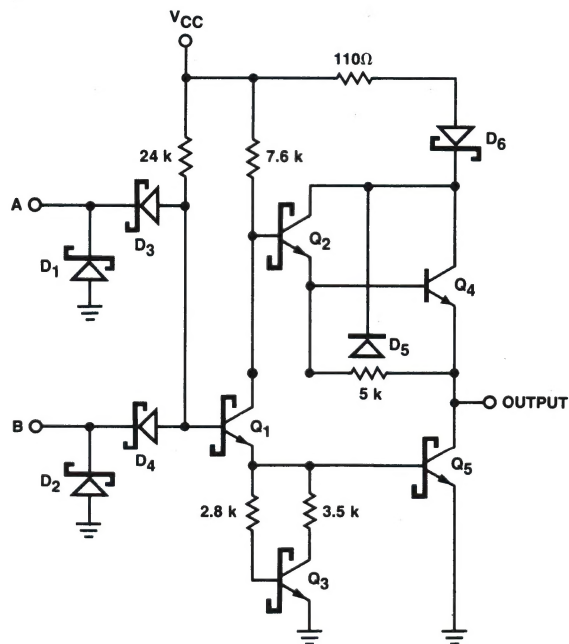 VCC
110Ω
24 k
7.6 k
D6
A
D3
Q2
D1
Q4
D5
5 k
OUTPUT
B
D4
Q1
D2
Q5
2.8 k
3.5 k
Q3